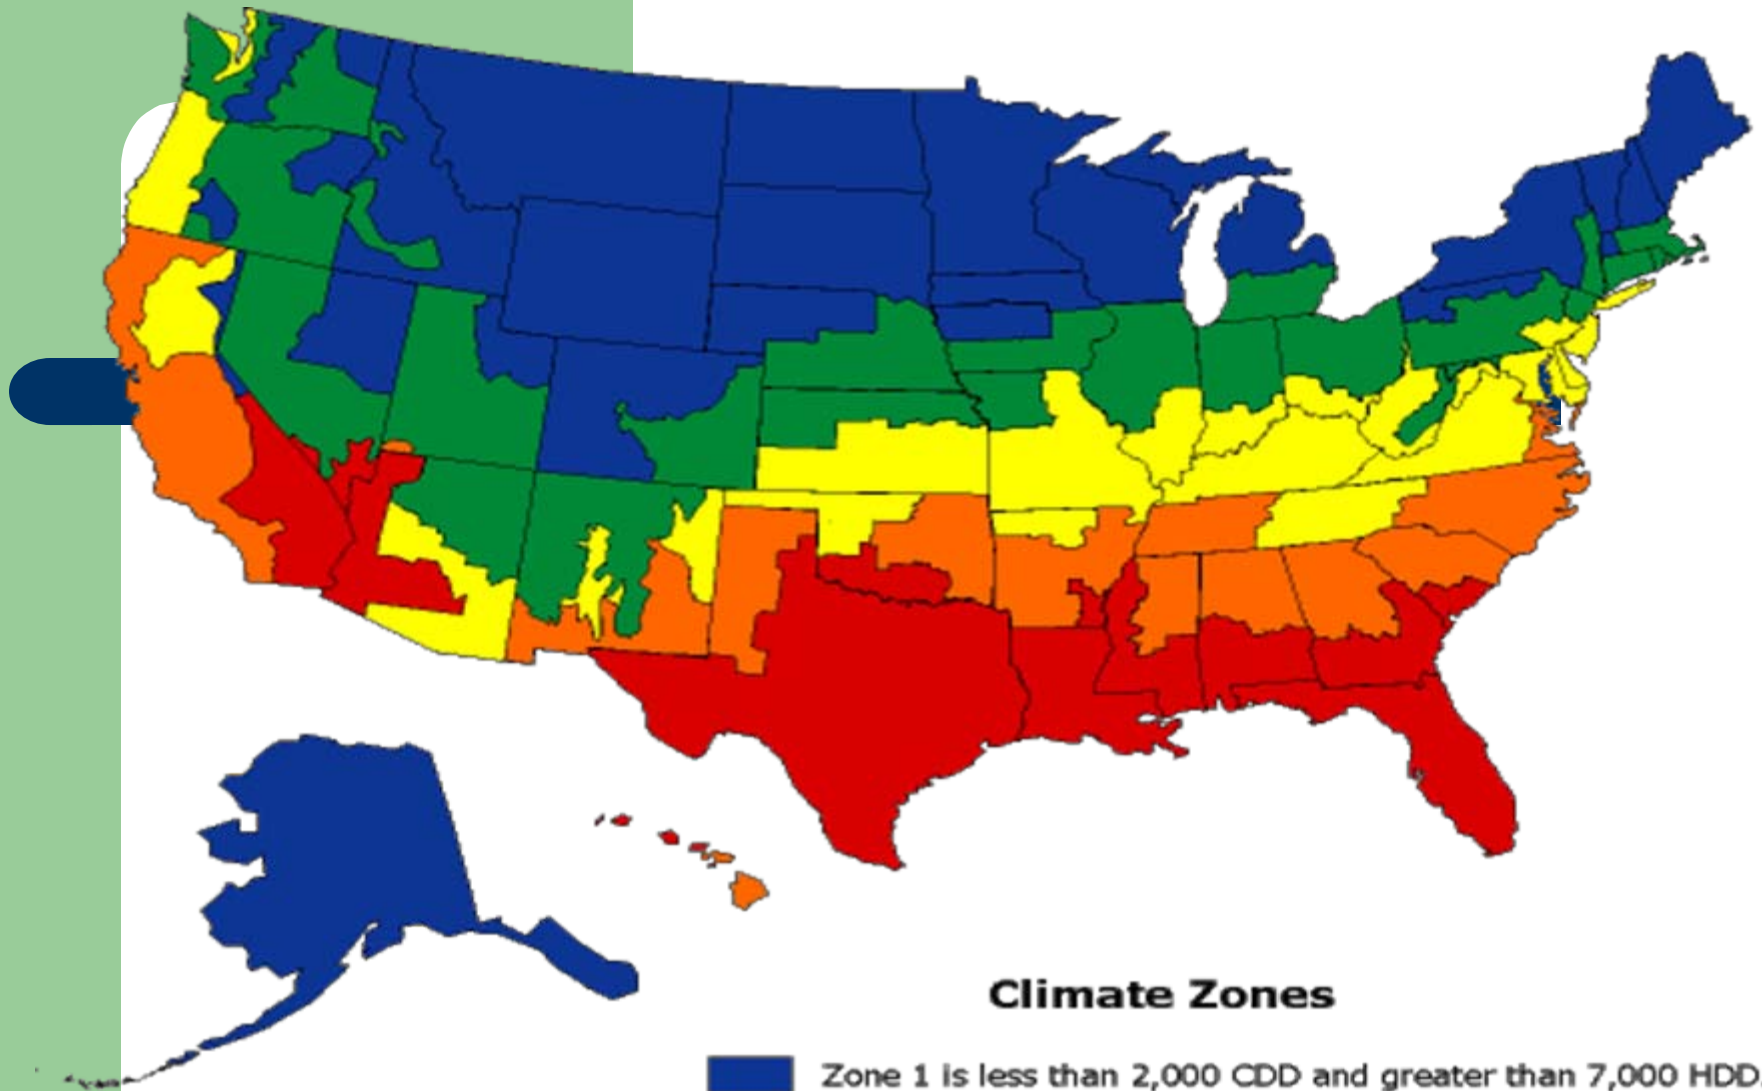 Climate Zones
Zone 1 is less than 2,000 CDD and greater than 7,000 HDD